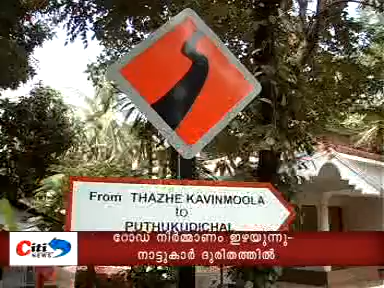 From THAZHE KAVINMOOLA
to
PUTHUKUDICHAL
Citi
NEWS
റോഡ് നിർമ്മാണം ഇഴയുന്നു-
നാട്ടുകാർ ദുരിതത്തിൽ